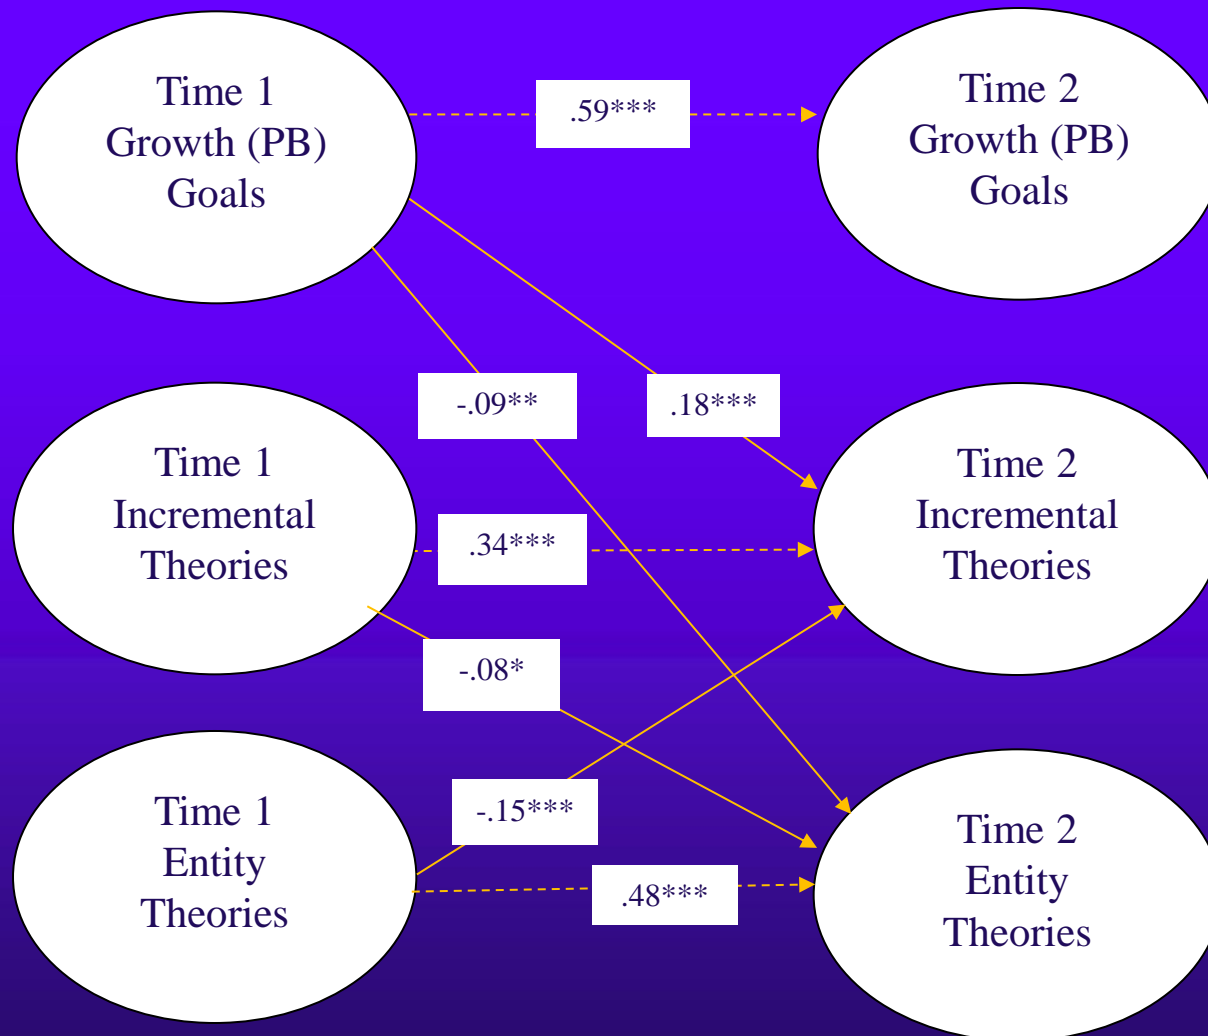 Time 1
Growth (PB)
Goals
.59***
Time 2
Growth (PB)
Goals
-.09**
.18***
Time 1
Incremental
Theories
.34***
Time 2
Incremental
Theories
-.08*
Time 1
Entity
Theories
-.15***
.48***
Time 2
Entity
Theories